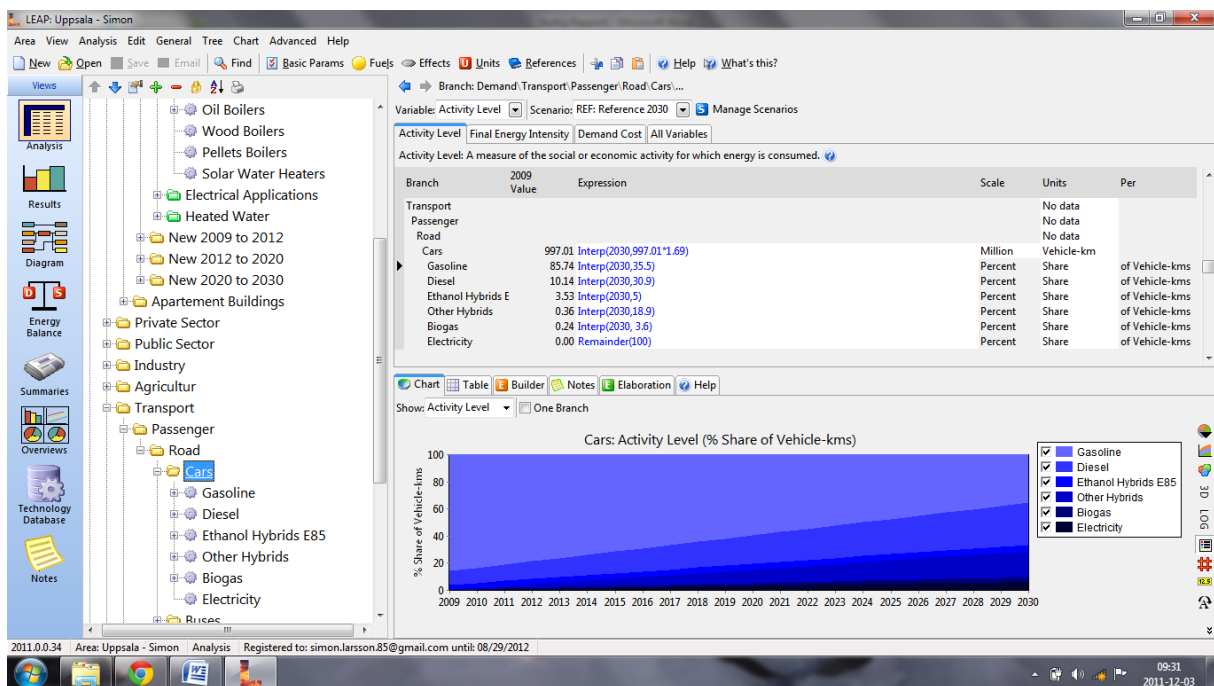 LEAP: Uppsala - Simon
Area View Analysis Edit General Tree Chart Advanced Help
New Open Save Email Find Basic Params Fuels Effects Units References Help What's this?
Views
Analysis
Results
Diagram
Energy
Balance
Summaries
Overviews
Technology
Database
Notes
Oil Boilers
Wood Boilers
Pellets Boilers
Solar Water Heaters
Electrical Applications
Heated Water
New 2009 to 2012
New 2012 to 2020
New 2020 to 2030
Apartement Buildings
Private Sector
Public Sector
Industry
Agricultur
Transport
Passenger
Road
Cars
Gasoline
Diesel
Ethanol Hybrids E85
Other Hybrids
Biogas
Electricity
Buses
Branch: Demand\Transport\Passenger\Road\Cars\...
Variable: Activity Level Scenario: REF: Reference 2030 S Manage Scenarios
Activity Level Final Energy Intensity Demand Cost All Variables
Activity Level: A measure of the social or economic activity for which energy is consumed.
Branch 2009 Value Expression Scale Units Per
Transport No data
Passenger No data
Road No data
Cars 997.01 Interp(2030,997.01*1.69) Million Vehicle-km
Gasoline 85.74 Interp(2030,35.5) Percent Share of Vehicle-kms
Diesel 10.14 Interp(2030,30.9) Percent Share of Vehicle-kms
Ethanol Hybrids E 3.53 Interp(2030,5) Percent Share of Vehicle-kms
Other Hybrids 0.36 Interp(2030,18.9) Percent Share of Vehicle-kms
Biogas 0.24 Interp(2030, 3.6) Percent Share of Vehicle-kms
Electricity 0.00 Remainder(100) Percent Share of Vehicle-kms
Chart Table Builder Notes Elaboration Help
Show: Activity Level One Branch
Cars: Activity Level (% Share of Vehicle-kms)
% Share of Vehicle-kms
100
80
60
40
20
0
2009 2010 2011 2012 2013 2014 2015 2016 2017 2018 2019 2020 2021 2022 2023 2024 2025 2026 2027 2028 2029 2030
Gasoline
Diesel
Ethanol Hybrids E85
Other Hybrids
Biogas
Electricity
3D
LOG
12.5
2011.0.0.34 Area: Uppsala - Simon Analysis Registered to: simon.larsson.85@gmail.com until: 08/29/2012
09:31
2011-12-03